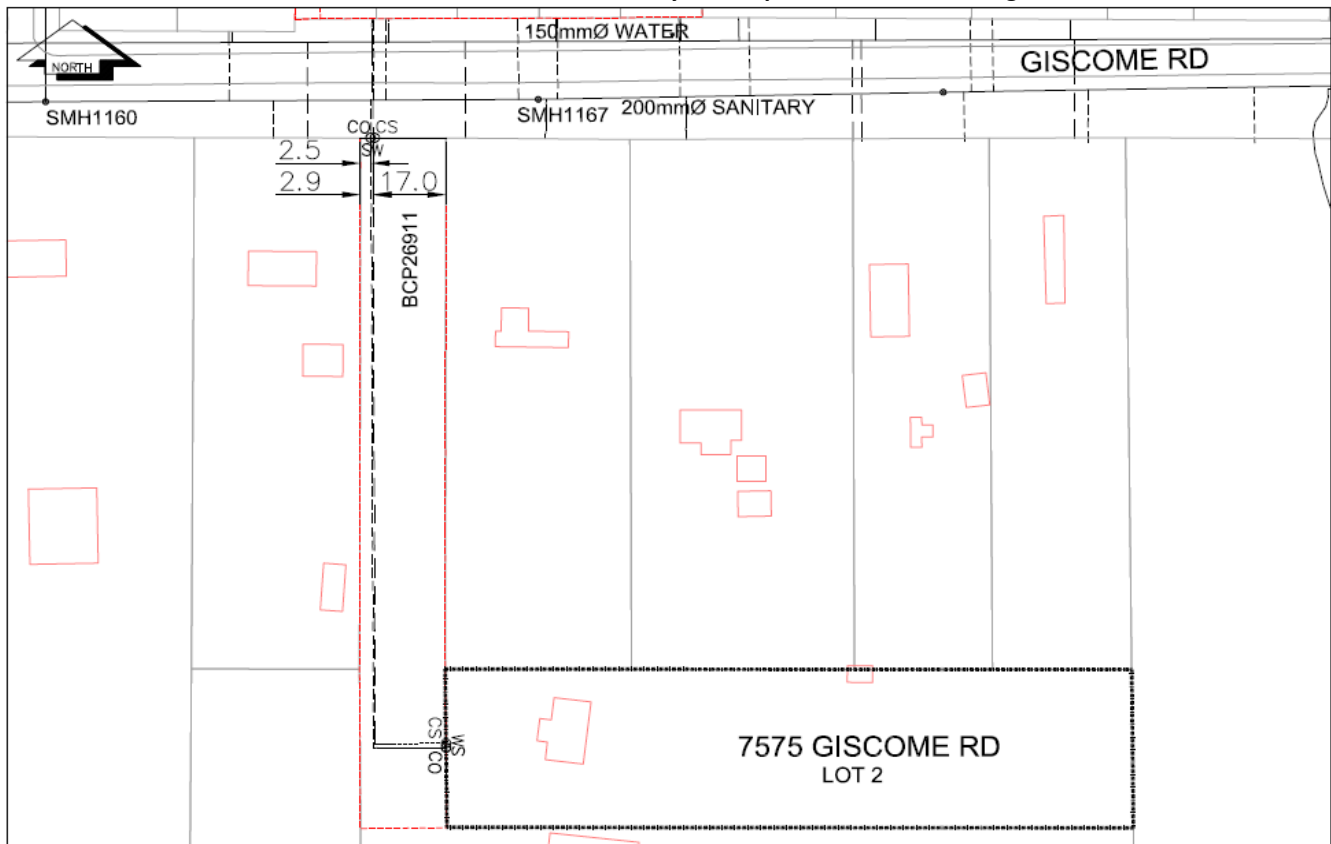 150mmØ WATER
GISCOME RD
NORTH
SMH1160
SMH1167
200mmØ SANITARY
CO CS
SW
2.5
2.9
17.0
BCP26911
CS
WS
CO
7575 GISCOME RD
LOT 2